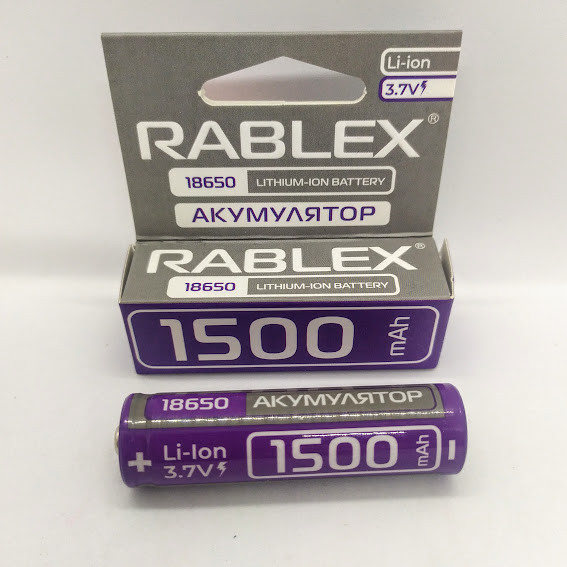 Li-ion
3.7V
RABLEX®
18650 LITHIUM-ION BATTERY
АКУМУЛЯТОР
RABLEX®
18650 LITHIUM-ION BATTERY
1500 mAh
18650 АКУМУЛЯТОР
+ Li-Ion 3.7V 1500 mAh -